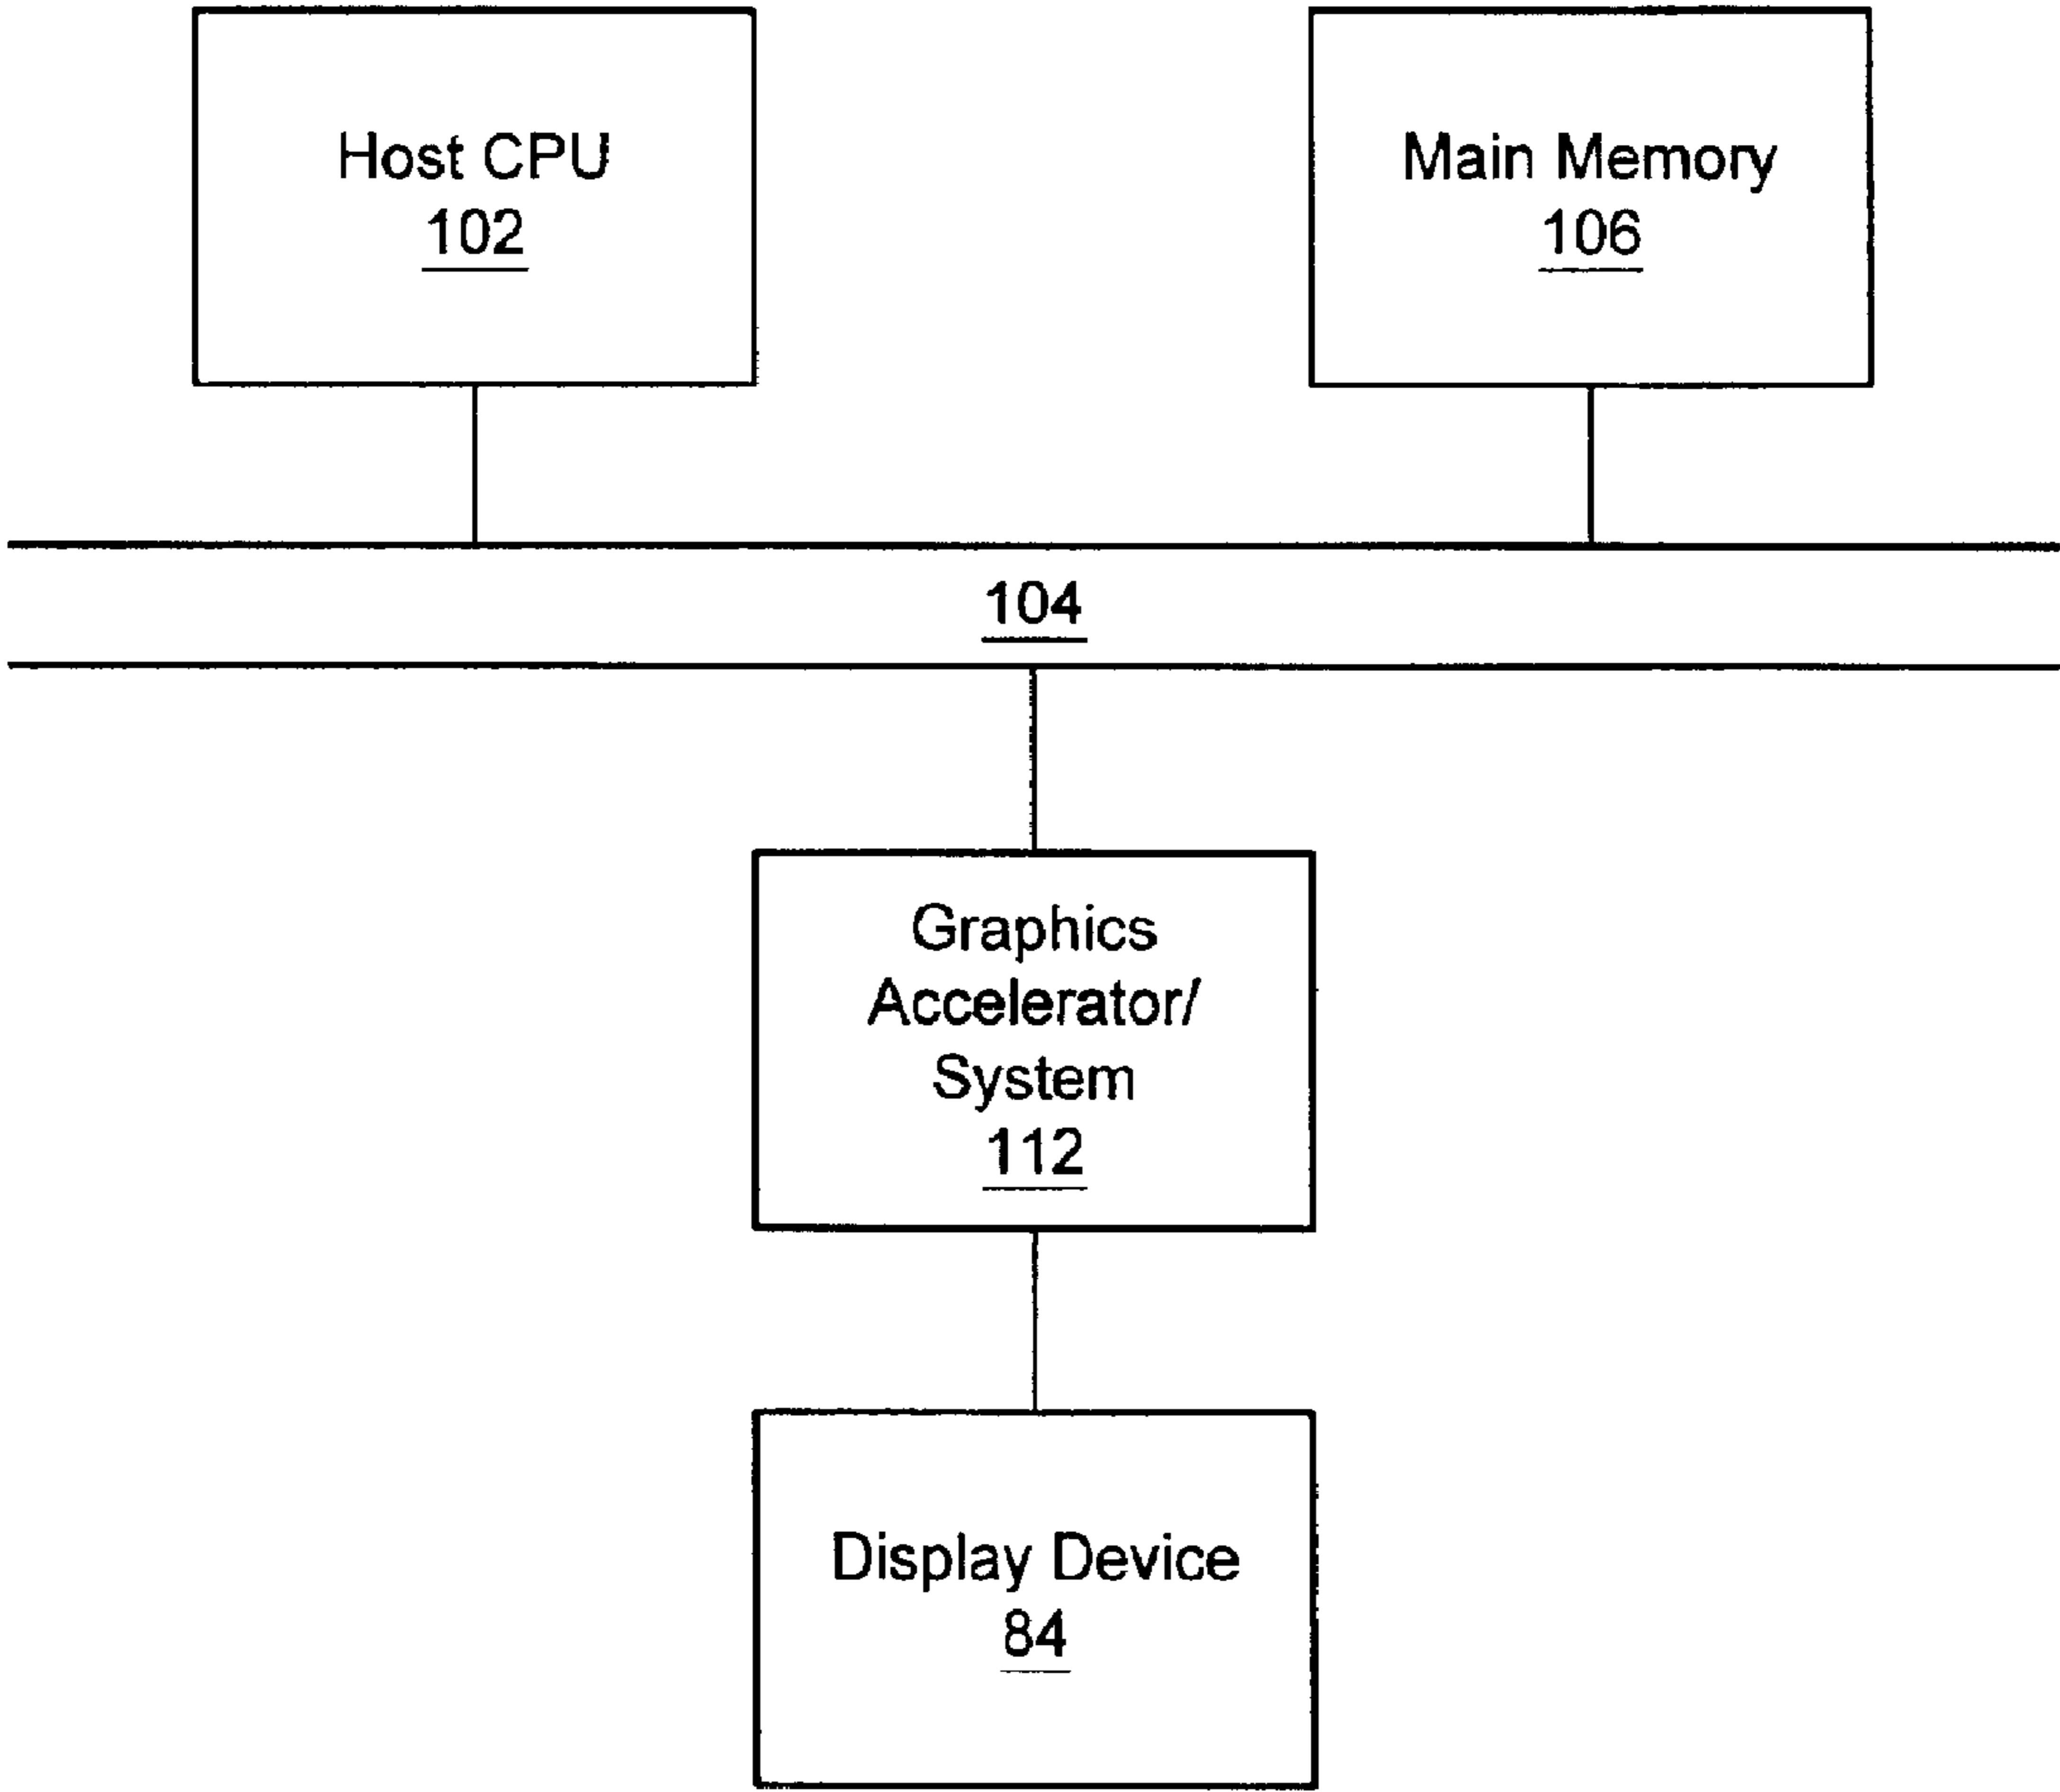 Host CPU
102
Main Memory
106
104
Graphics
Accelerator/
System
112
Display Device
84